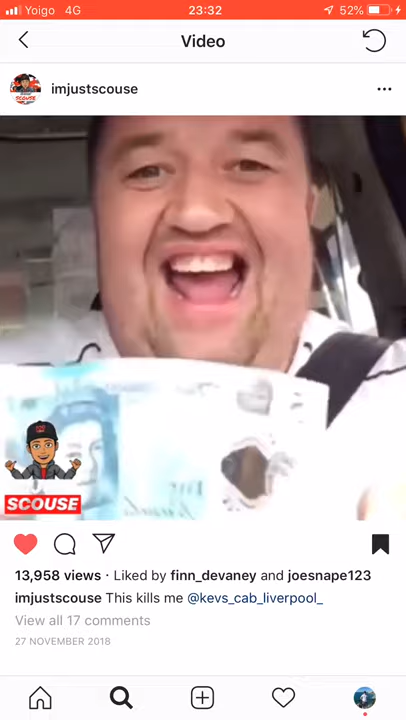 Yoigo 4G 23:32 52%
Video
imjustscouse
SCOUSE
13,958 views · Liked by finn_devaney and joesnape123
imjustscouse This kills me @kevs_cab_liverpool_
View all 17 comments
27 NOVEMBER 2018